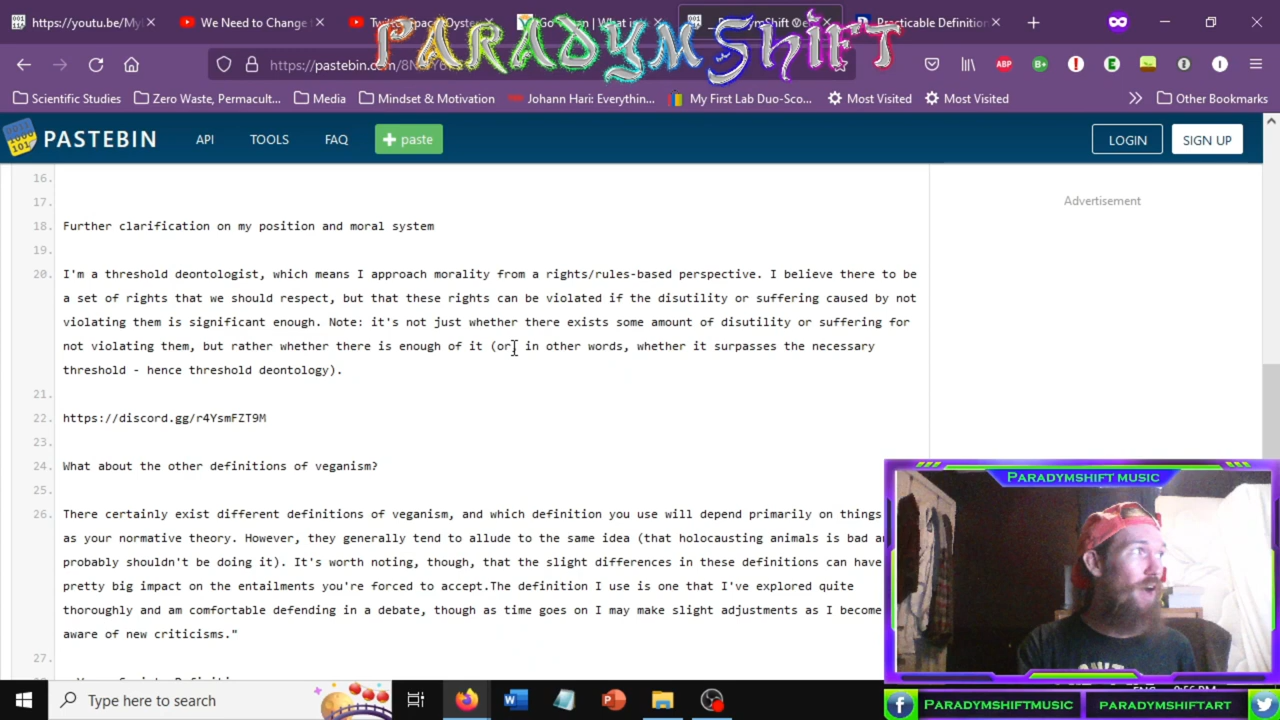 https://youtu.be/My
We Need to Change
PARADYMSHIFT
Practicable Definition
https://pastebin.com/8N
ABP
B+
Scientific Studies
Zero Waste, Permacult...
Media
Mindset & Motivation
Johann Hari: Everythin...
My First Lab Duo-Sco...
Most Visited
Most Visited
Other Bookmarks
PASTEBIN
API
TOOLS
FAQ
+ paste
LOGIN
SIGN UP
Advertisement
16.
17.
18. Further clarification on my position and moral system
19.
20. I'm a threshold deontologist, which means I approach morality from a rights/rules-based perspective. I believe there to be
a set of rights that we should respect, but that these rights can be violated if the disutility or suffering caused by not
violating them is significant enough. Note: it's not just whether there exists some amount of disutility or suffering for
not violating them, but rather whether there is enough of it (or, in other words, whether it surpasses the necessary
threshold - hence threshold deontology).
21.
22. https://discord.gg/r4YsmFZT9M
23.
24. What about the other definitions of veganism?
25.
26. There certainly exist different definitions of veganism, and which definition you use will depend primarily on things
as your normative theory. However, they generally tend to allude to the same idea (that holocausting animals is bad
probably shouldn't be doing it). It's worth noting, though, that the slight differences in these definitions can have
pretty big impact on the entailments you're forced to accept.The definition I use is one that I've explored quite
thoroughly and am comfortable defending in a debate, though as time goes on I may make slight adjustments as I become
aware of new criticisms."
27.
PARADYMSHIFT MUSIC
Type here to search
PARADYMSHIFTMUSIC
PARADYMSHIFTART